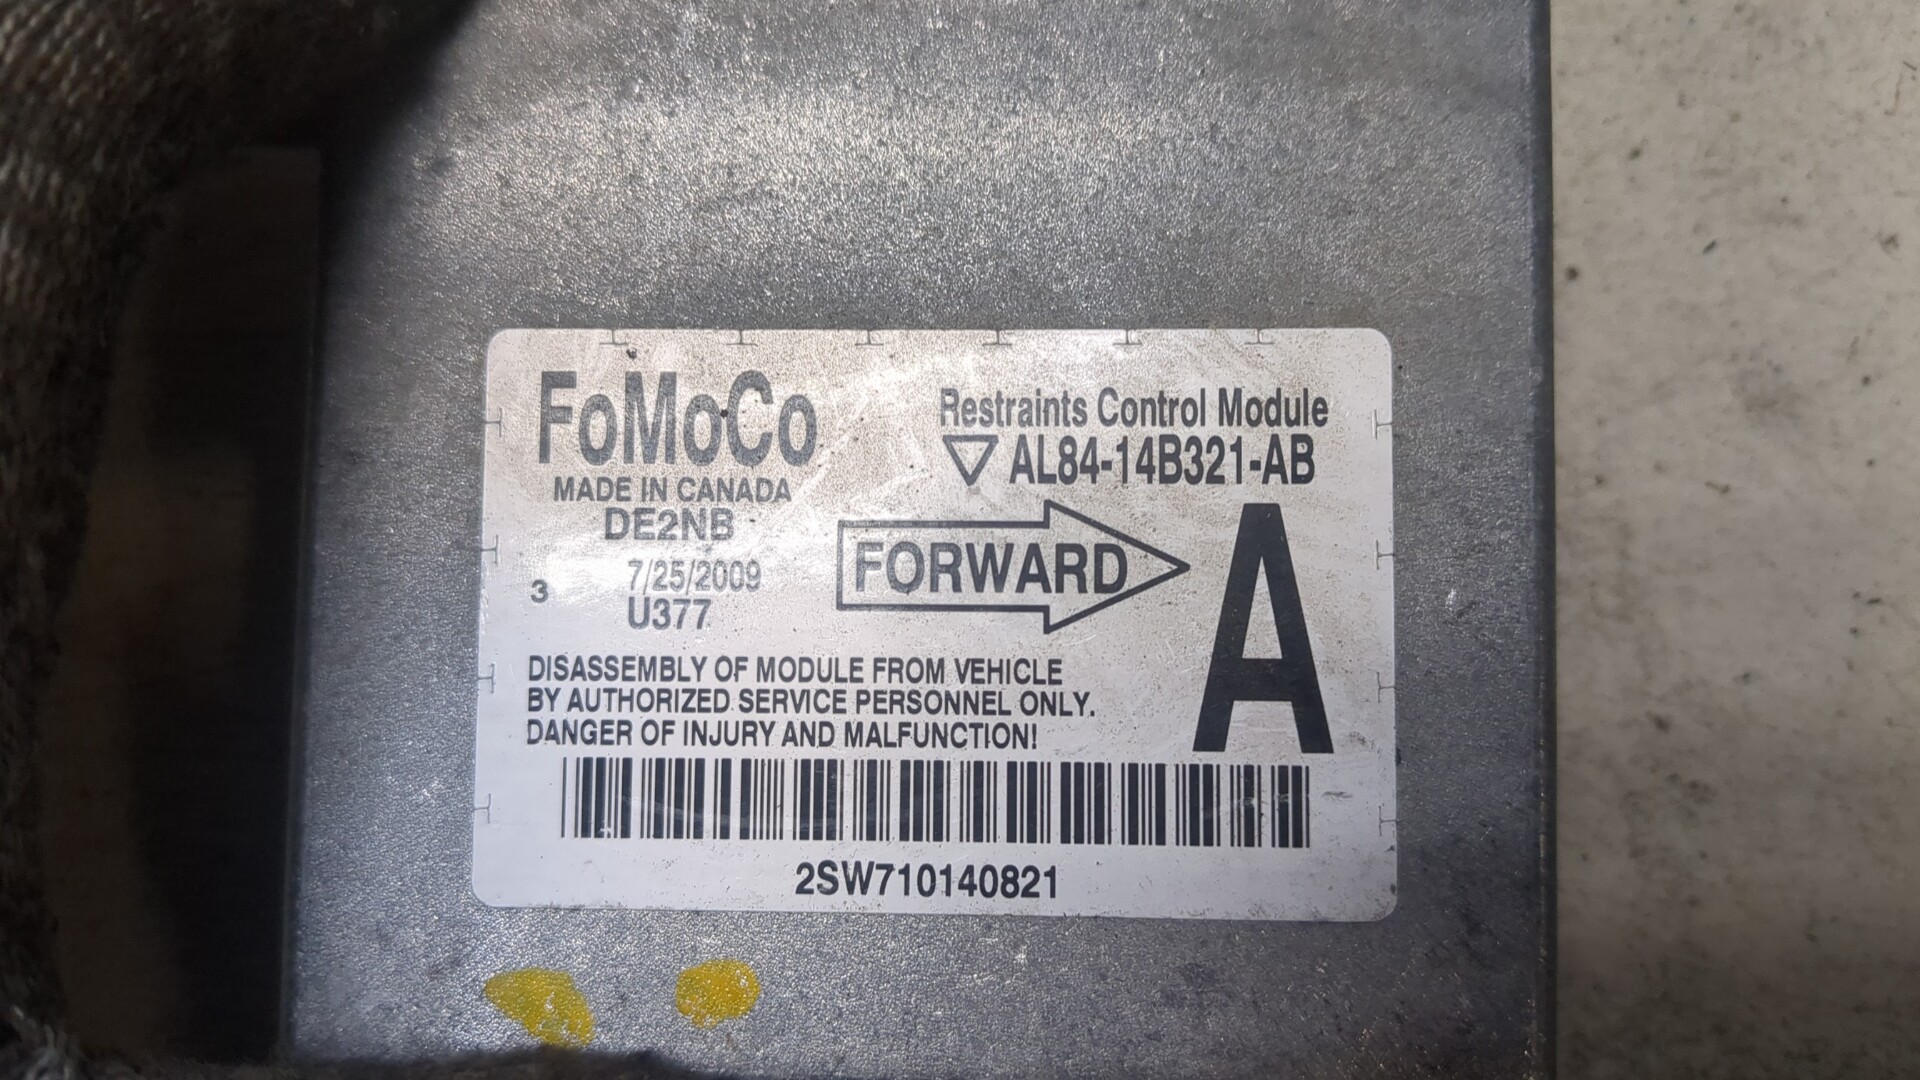 FoMoCo
MADE IN CANADA
DE2NB
3 7/25/2009
U377
Restraints Control Module
AL84-14B321-AB
FORWARD
A
DISASSEMBLY OF MODULE FROM VEHICLE
BY AUTHORIZED SERVICE PERSONNEL ONLY.
DANGER OF INJURY AND MALFUNCTION!
2SW710140821